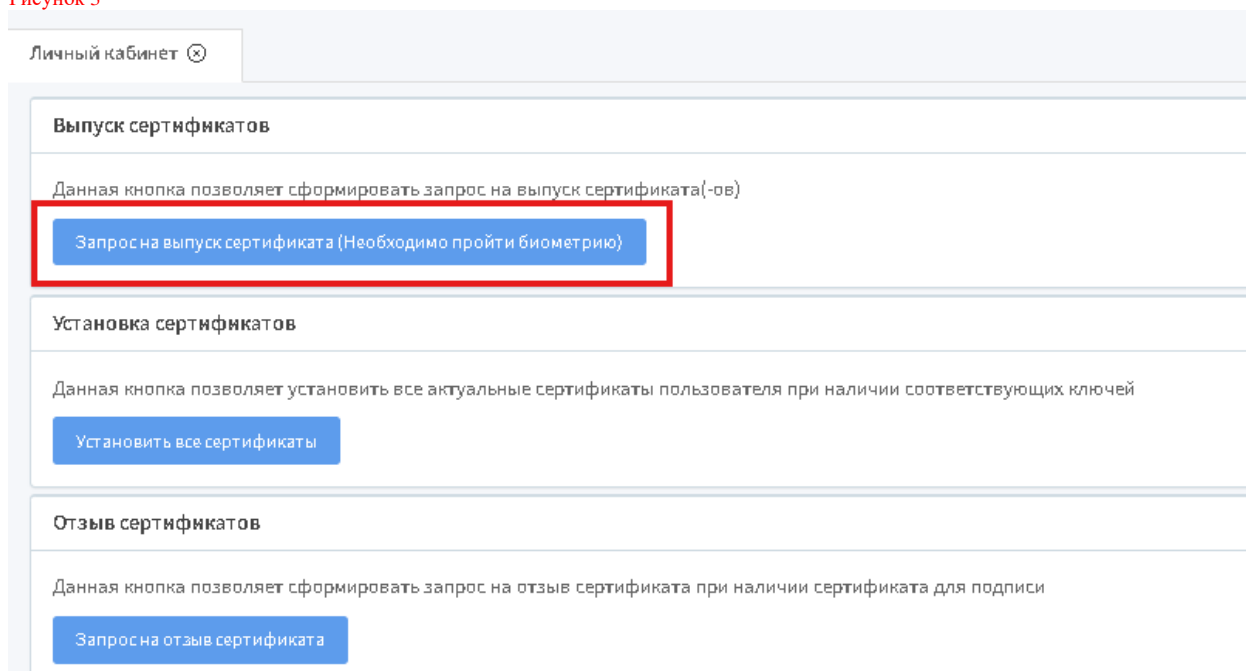 Рисунок 3
Личный кабинет
Выпуск сертификатов
Данная кнопка позволяет сформировать запрос на выпуск сертификата(-ов)
Запрос на выпуск сертификата (Необходимо пройти биометрию)
Установка сертификатов
Данная кнопка позволяет установить все актуальные сертификаты пользователя при наличии соответствующих ключей
Установить все сертификаты
Отзыв сертификатов
Данная кнопка позволяет сформировать запрос на отзыв сертификата при наличии сертификата для подписи
Запрос на отзыв сертификата